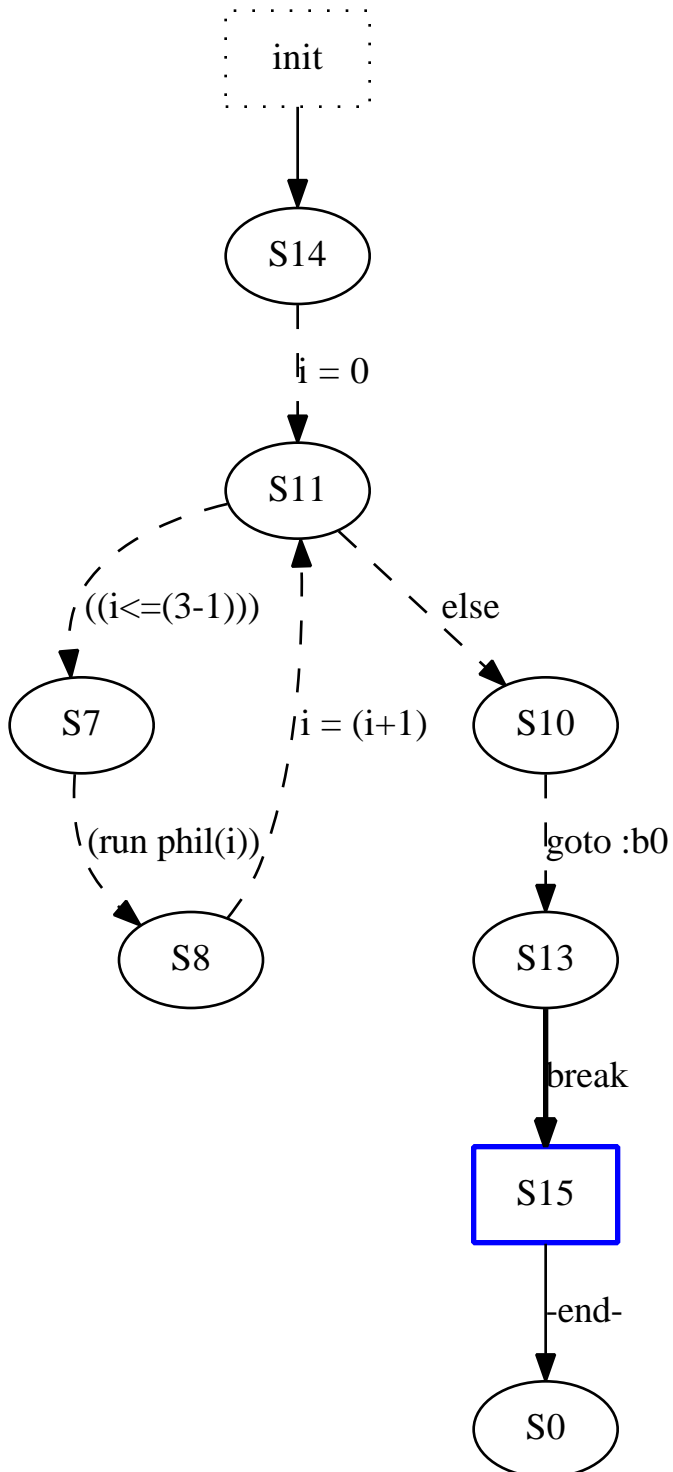 init
S14
i = 0
S11
((i<=(3-1)))
else
S7
i = (i+1)
S10
(run phil(i))
goto :b0
S8
S13
break
S15
-end-
S0